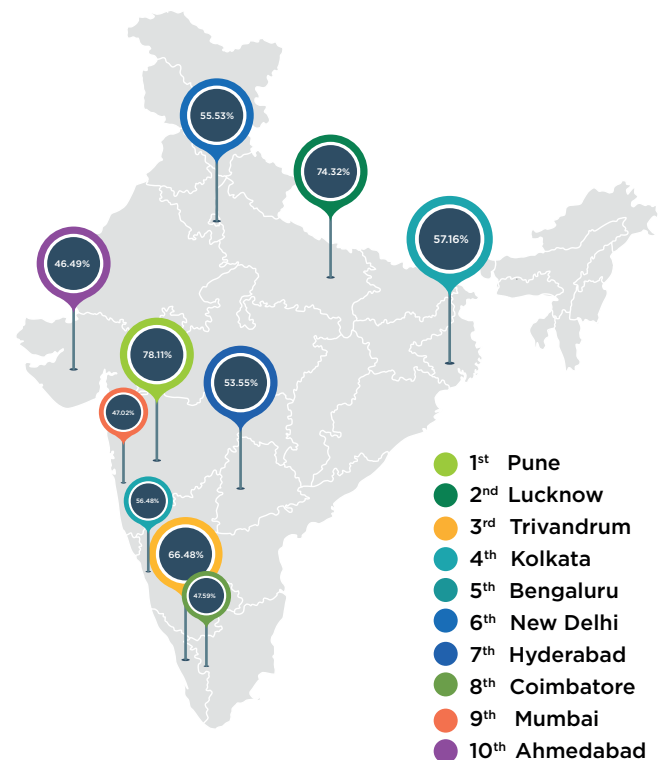 55.53%
74.32%
57.16%
46.49%
78.11%
53.55%
47.02%
56.48%
66.48%
47.59%
1st Pune
2nd Lucknow
3rd Trivandrum
4th Kolkata
5th Bengaluru
6th New Delhi
7th Hyderabad
8th Coimbatore
9th Mumbai
10th Ahmedabad